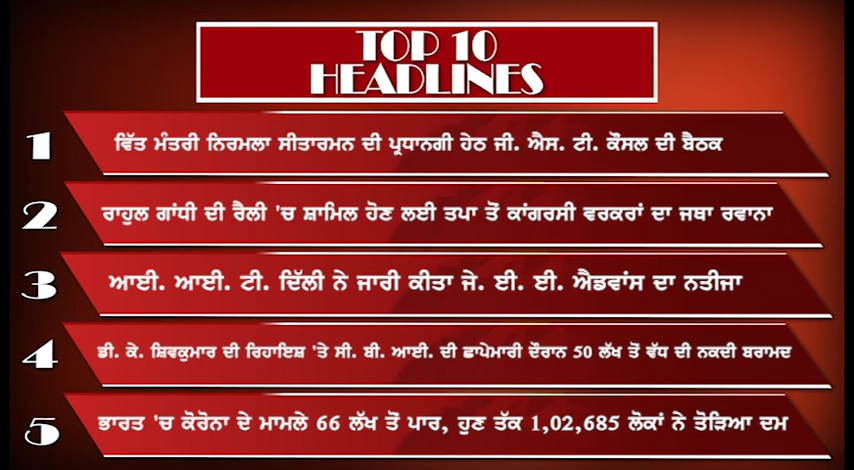 TOP 10
HEADLINES
1 ਵਿੱਤ ਮੰਤਰੀ ਨਿਰਮਲਾ ਸੀਤਾਰਮਨ ਦੀ ਪ੍ਰਧਾਨਗੀ ਹੇਠ ਜੀ. ਐਸ. ਟੀ. ਕੌਂਸਲ ਦੀ ਬੈਠਕ
2 ਰਾਹੁਲ ਗਾਂਧੀ ਦੀ ਰੈਲੀ 'ਚ ਸ਼ਾਮਿਲ ਹੋਣ ਲਈ ਤਪਾ ਤੋਂ ਕਾਂਗਰਸੀ ਵਰਕਰਾਂ ਦਾ ਜਥਾ ਰਵਾਨਾ
3 ਆਈ. ਆਈ. ਟੀ. ਦਿੱਲੀ ਨੇ ਜਾਰੀ ਕੀਤਾ ਜੇ. ਈ. ਈ. ਐਡਵਾਂਸ ਦਾ ਨਤੀਜਾ
4 ਡੀ. ਕੇ. ਸ਼ਿਵਕੁਮਾਰ ਦੀ ਰਿਹਾਇਸ਼ 'ਤੇ ਸੀ. ਬੀ. ਆਈ. ਦੀ ਛਾਪੇਮਾਰੀ ਦੌਰਾਨ 50 ਲੱਖ ਤੋਂ ਵੱਧ ਦੀ ਨਕਦੀ ਬਰਾਮਦ
5 ਭਾਰਤ 'ਚ ਕੋਰੋਨਾ ਦੇ ਮਾਮਲੇ 66 ਲੱਖ ਤੋਂ ਪਾਰ, ਹੁਣ ਤੱਕ 1,02,685 ਲੋਕਾਂ ਨੇ ਤੋੜਿਆ ਦਮ